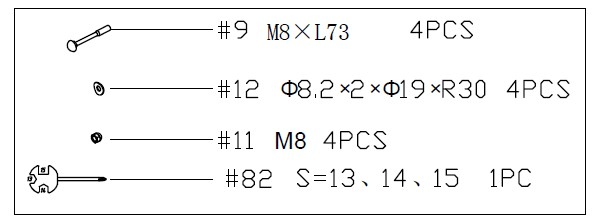 #9 M8×L73 4PCS
#12 Φ8.2×2×Φ19×R30 4PCS
#11 M8 4PCS
#82 S=13、14、15 1PC